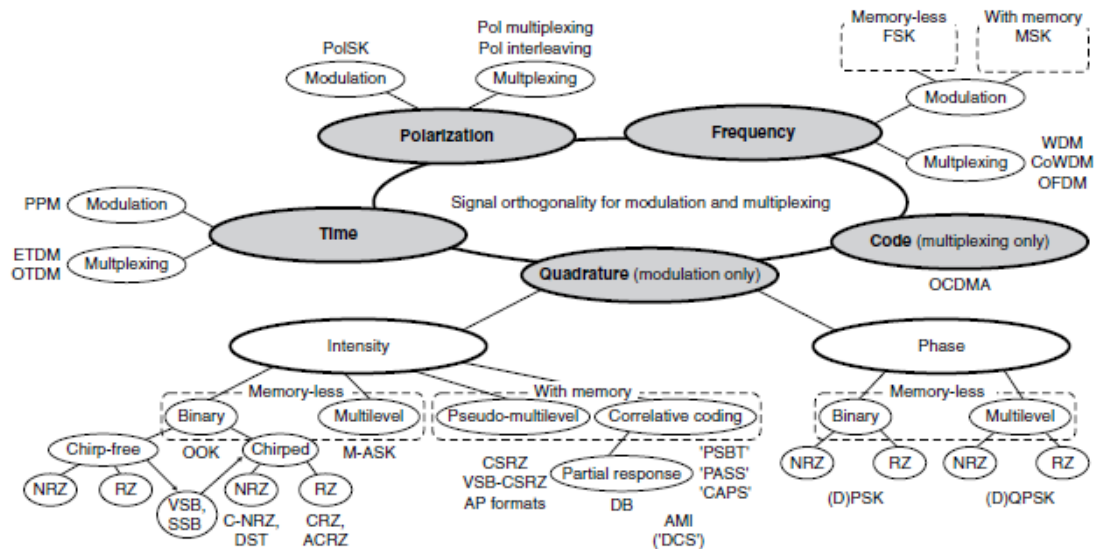 Memory-less
FSK
With memory
MSK
Pol multiplexing
Pol interleaving
PolSK
Modulation
Multplexing
Modulation
Polarization
Frequency
WDM
CoWDM
OFDM
Multplexing
PPM
Modulation
Signal orthogonality for modulation and multiplexing
Time
Code (multiplexing only)
ETDM
OTDM
Multplexing
Quadrature (modulation only)
OCDMA
Intensity
Phase
Memory-less
With memory
Memory-less
Binary
Multilevel
Pseudo-multilevel
Correlative coding
Binary
Multilevel
Chirp-free
OOK
Chirped
M-ASK
CSRZ
VSB-CSRZ
AP formats
Partial response
'PSBT'
'PASS'
'CAPS'
NRZ
RZ
NRZ
RZ
NRZ
RZ
NRZ
RZ
VSB,
SSB
C-NRZ,
DST
CRZ,
ACRZ
DB
AMI
('DCS')
(D)PSK
(D)QPSK